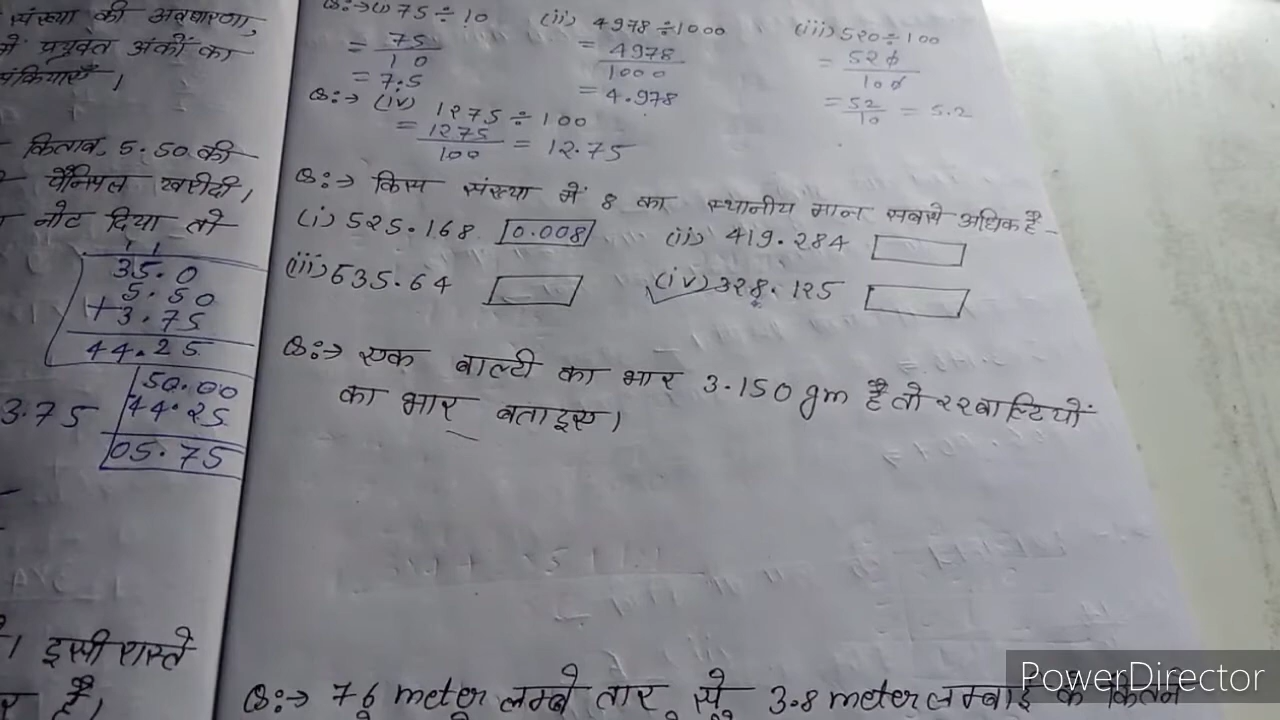 संख्या की अवधारणा,
में प्रयुक्त अंकों का
किताब, 5.50 की
पैन्सिल खरीदी।
नोट दिया तो
35.0
5.50
+3.75
44.25
50.00
3.75 44.25
05.75
। इसी रास्ते
है।
Q:→(i) 75÷10 (ii) 4978÷1000 (iii) 520÷100
= 75/10 = 4978/1000 = 520/100
= 7.5 = 4.978 = 52/10 = 5.2
Q:→ (iv) 1275÷100
= 1275/100 = 12.75
Q:→ किस संख्या में 8 का स्थानीय मान सबसे अधिक है-
(i) 525.168 0.008 (ii) 419.284
(iii) 635.64 (iv) 328.125
Q:→ एक बाल्टी का भार 3.150 gm है तो २२ बाल्टियों
का भार बताइए।
Q:→ 76 meter लम्बे तार से 3.8 meter लम्बाई के कितने
PowerDirector